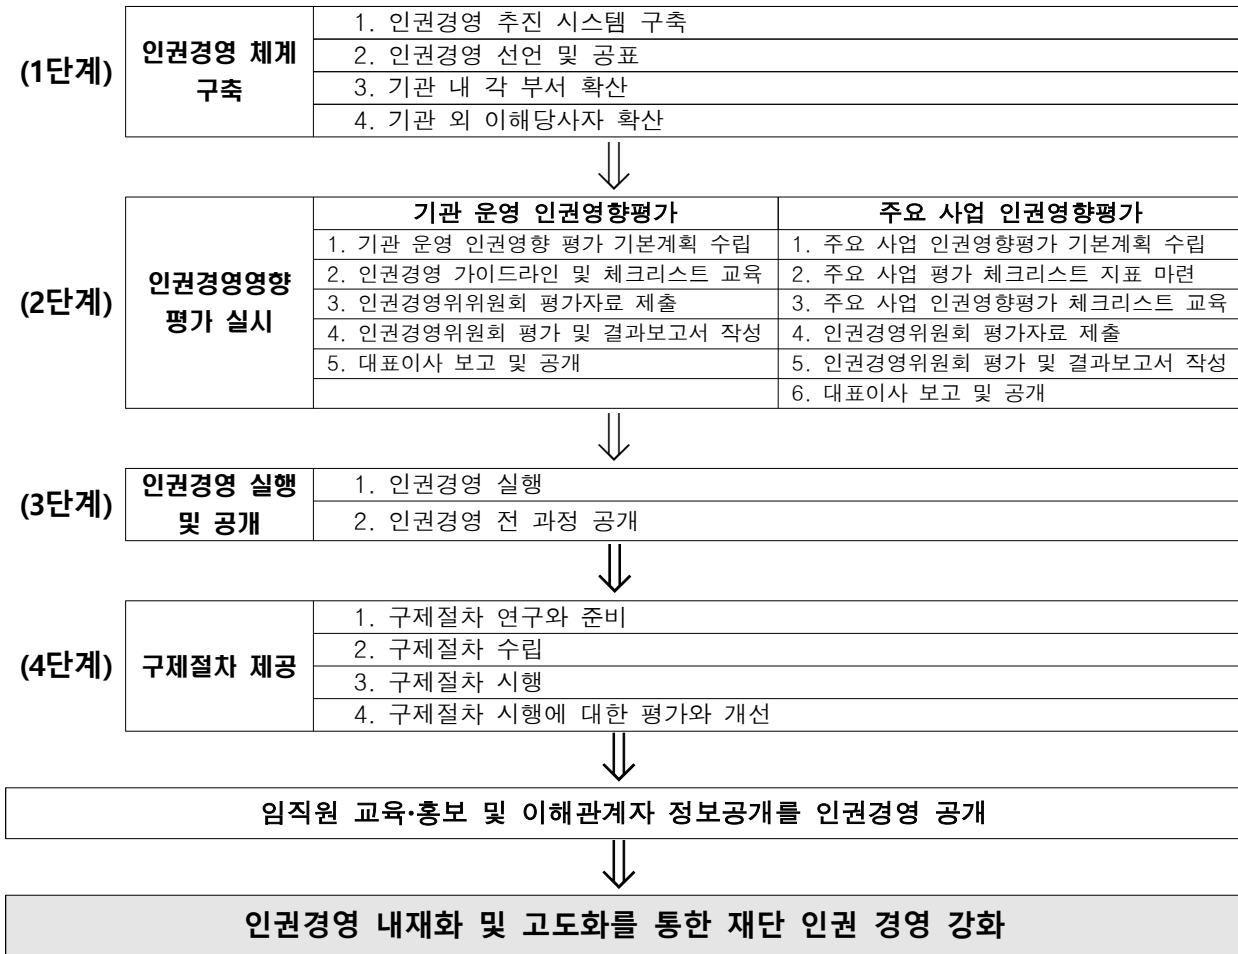 (1단계)
인권경영 체계
구축
1. 인권경영 추진 시스템 구축
2. 인권경영 선언 및 공표
3. 기관 내 각 부서 확산
4. 기관 외 이해당사자 확산
(2단계)
인권경영영향
평가 실시
기관 운영 인권영향평가
1. 기관 운영 인권영향 평가 기본계획 수립
2. 인권경영 가이드라인 및 체크리스트 교육
3. 인권경영위위원회 평가자료 제출
4. 인권경영위원회 평가 및 결과보고서 작성
5. 대표이사 보고 및 공개
주요 사업 인권영향평가
1. 주요 사업 인권영향평가 기본계획 수립
2. 주요 사업 평가 체크리스트 지표 마련
3. 주요 사업 인권영향평가 체크리스트 교육
4. 인권경영위원회 평가자료 제출
5. 인권경영위원회 평가 및 결과보고서 작성
6. 대표이사 보고 및 공개
(3단계)
인권경영 실행
및 공개
1. 인권경영 실행
2. 인권경영 전 과정 공개
(4단계)
구제절차 제공
1. 구제절차 연구와 준비
2. 구제절차 수립
3. 구제절차 시행
4. 구제절차 시행에 대한 평가와 개선
임직원 교육·홍보 및 이해관계자 정보공개를 인권경영 공개
인권경영 내재화 및 고도화를 통한 재단 인권 경영 강화